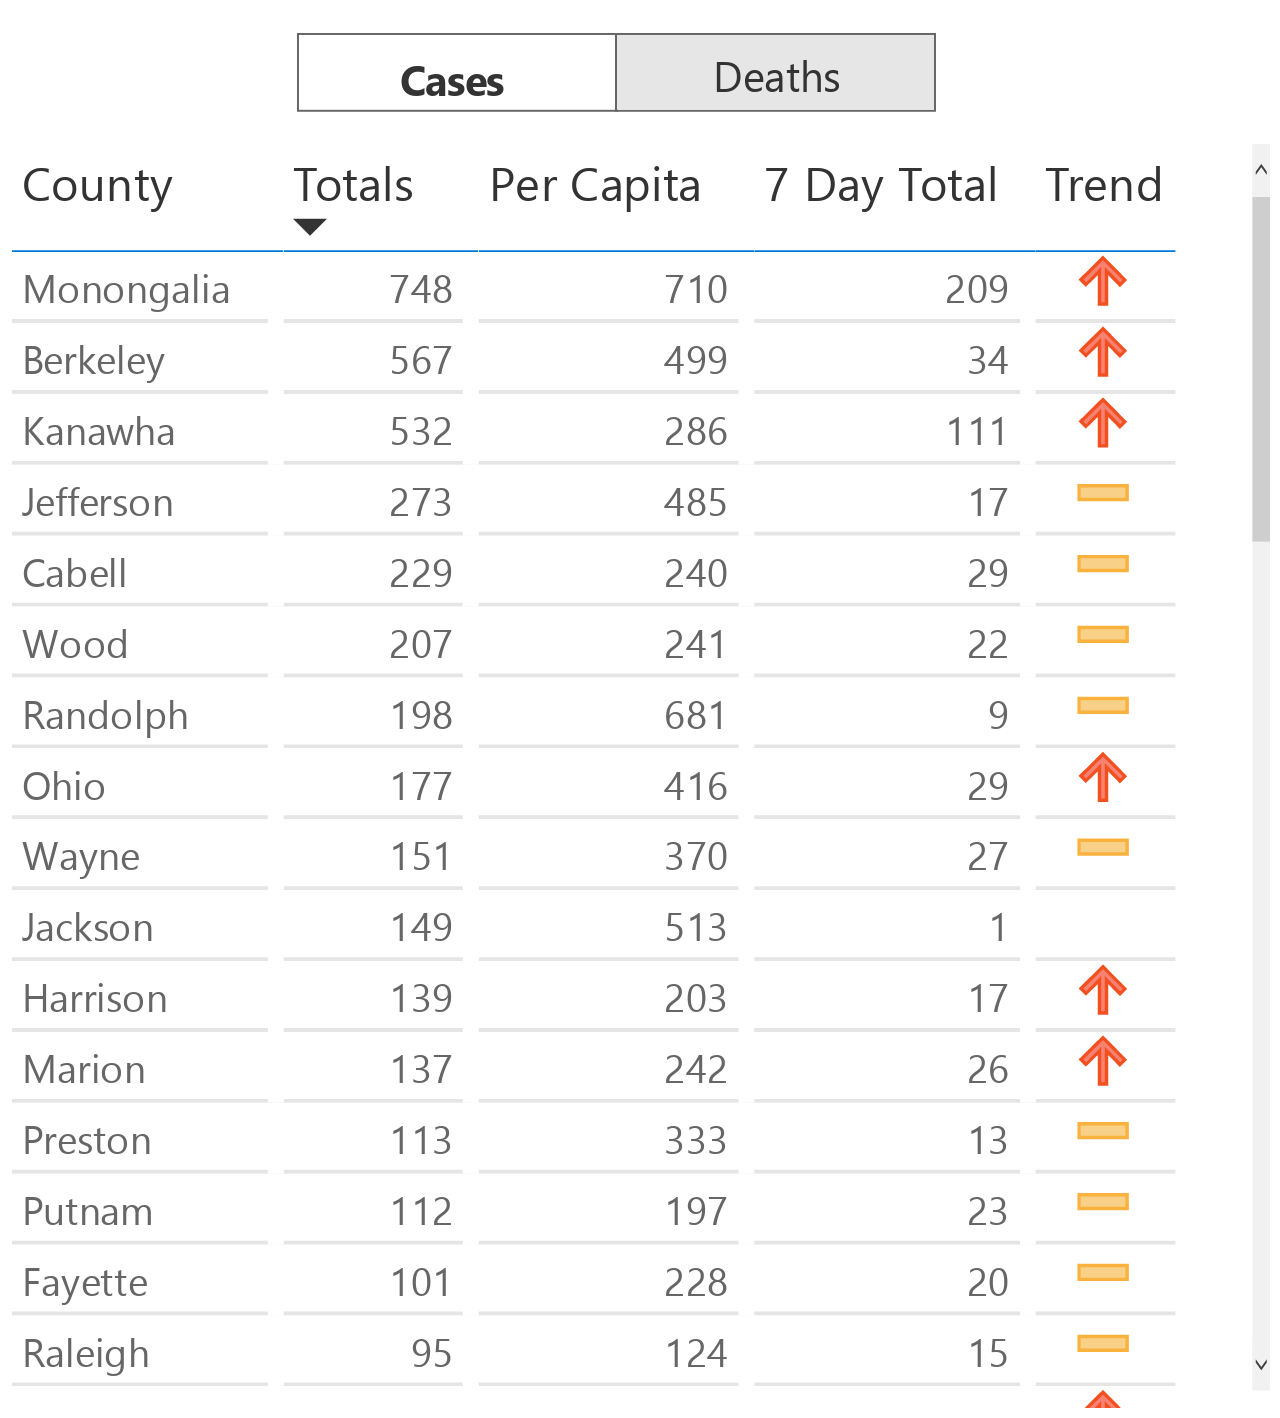 Cases Deaths
County Totals Per Capita 7 Day Total Trend
Monongalia 748 710 209
Berkeley 567 499 34
Kanawha 532 286 111
Jefferson 273 485 17
Cabell 229 240 29
Wood 207 241 22
Randolph 198 681 9
Ohio 177 416 29
Wayne 151 370 27
Jackson 149 513 1
Harrison 139 203 17
Marion 137 242 26
Preston 113 333 13
Putnam 112 197 23
Fayette 101 228 20
Raleigh 95 124 15